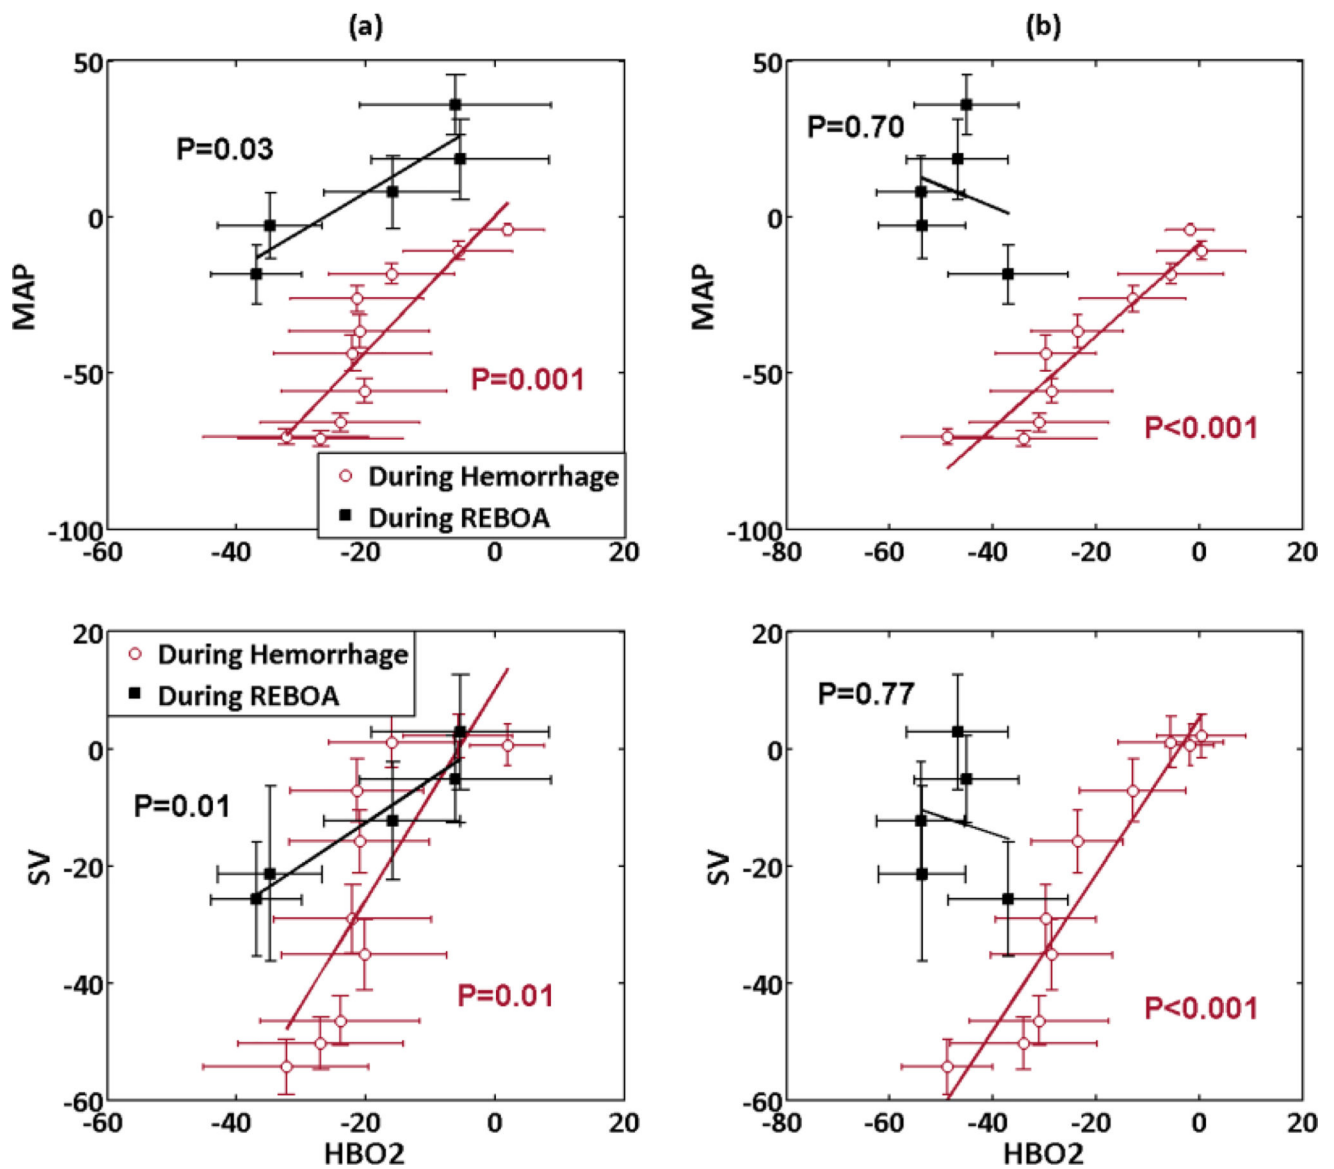 (a)
(b)
50
0
-50
-100
MAP
P=0.03
P=0.001
During Hemorrhage
During REBOA
-60 -40 -20 0 20
50
0
-50
-100
MAP
P=0.70
P<0.001
-80 -60 -40 -20 0 20
20
0
-20
-40
-60
SV
During Hemorrhage
During REBOA
P=0.01
P=0.01
-60 -40 -20 0 20
HBO2
20
0
-20
-40
-60
SV
P=0.77
P<0.001
-80 -60 -40 -20 0 20
HBO2